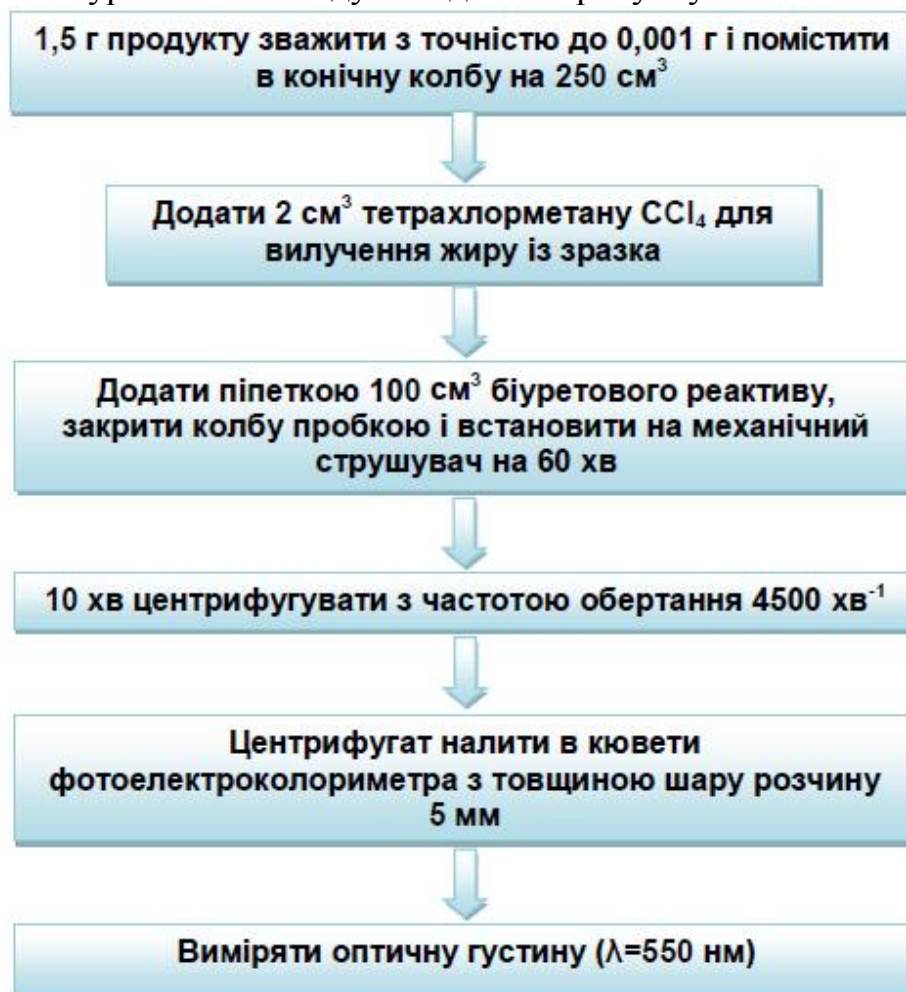 1,5 г продукту зважити з точністю до 0,001 г і помістити
в конічну колбу на 250 см³
Додати 2 см³ тетрахлорметану CCl₄ для
вилучення жиру із зразка
Додати піпеткою 100 см³ біуретового реактиву,
закрити колбу пробкою і встановити на механічний
струшувач на 60 хв
10 хв центрифугувати з частотою обертання 4500 хв⁻¹
Центрифугат налити в кювети
фотоелектроколориметра з товщиною шару розчину
5 мм
Виміряти оптичну густину (λ=550 нм)